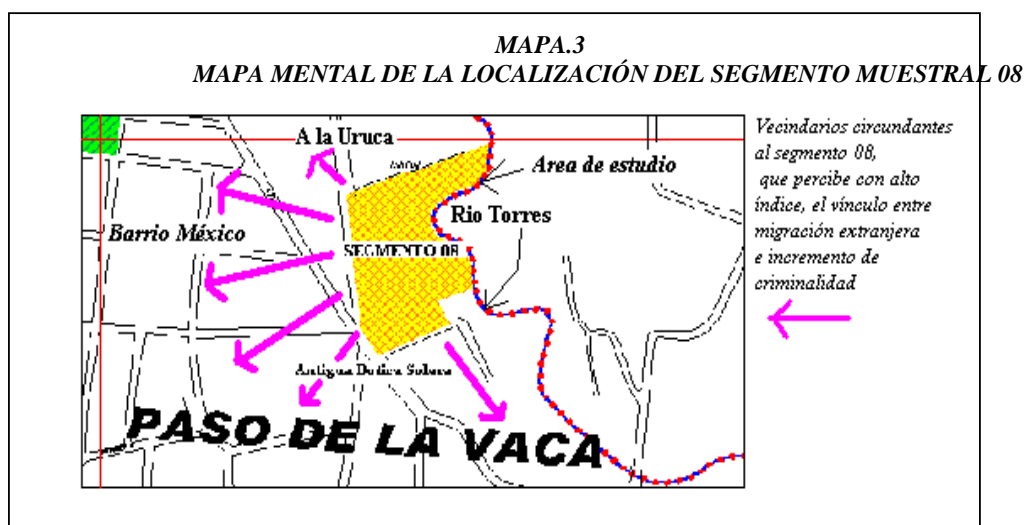 MAPA.3
MAPA MENTAL DE LA LOCALIZACIÓN DEL SEGMENTO MUESTRAL 08
A la Uruca
Area de estudio
Rio Torres
Barrio México
SEGMENTO 08
Antigua
PASO DE LA VACA
Vecindarios circundantes
al segmento 08,
que percibe con alto
índice, el vínculo entre
migración extranjera
e incremento de
criminalidad